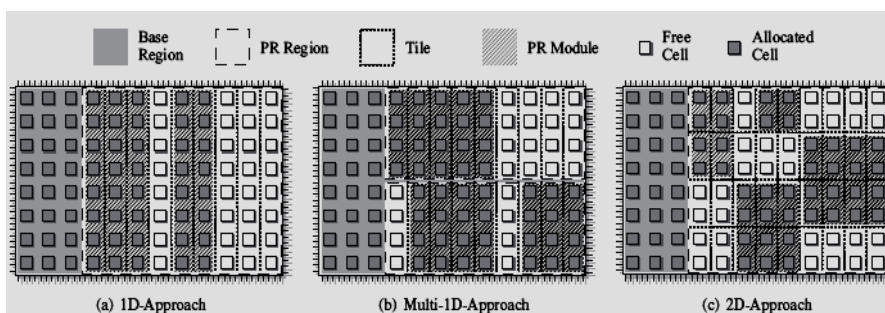 Base Region
PR Region
Tile
PR Module
Free Cell
Allocated Cell
(a) 1D-Approach
(b) Multi-1D-Approach
(c) 2D-Approach